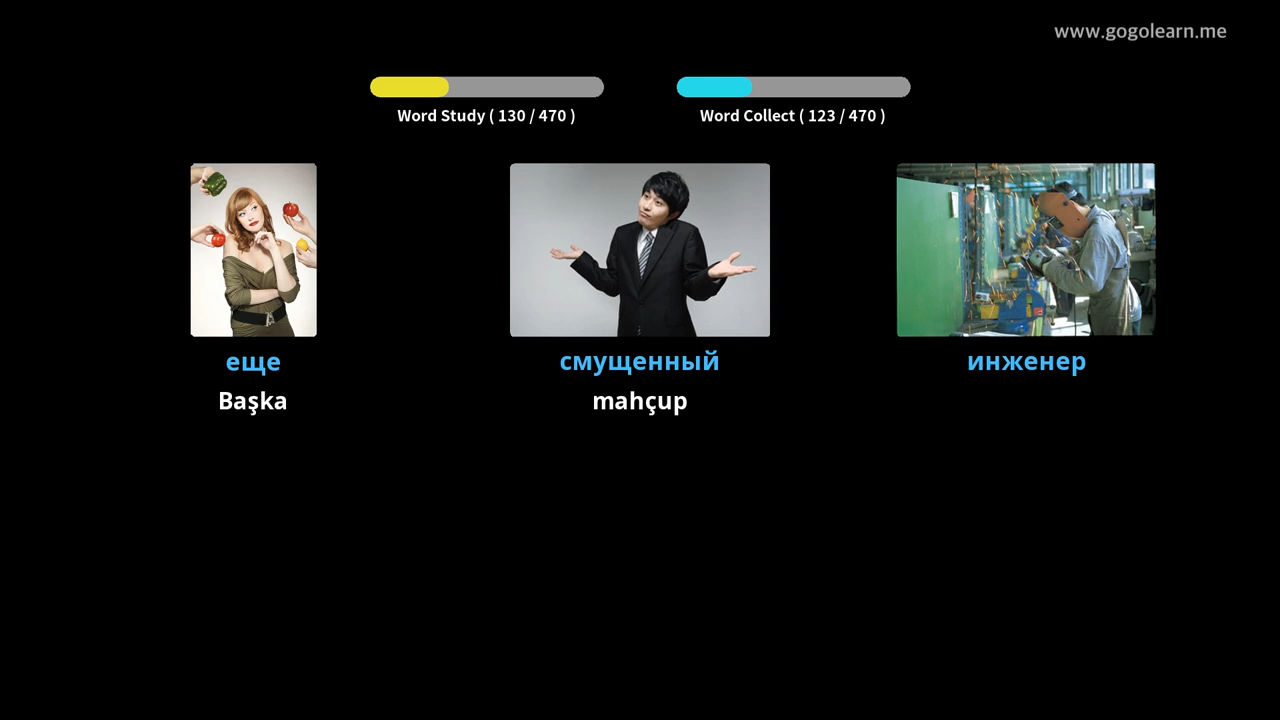 www.gogolearn.me
Word Study ( 130 / 470 )
Word Collect ( 123 / 470 )
еще
смущенный
инженер
Başka
mahçup